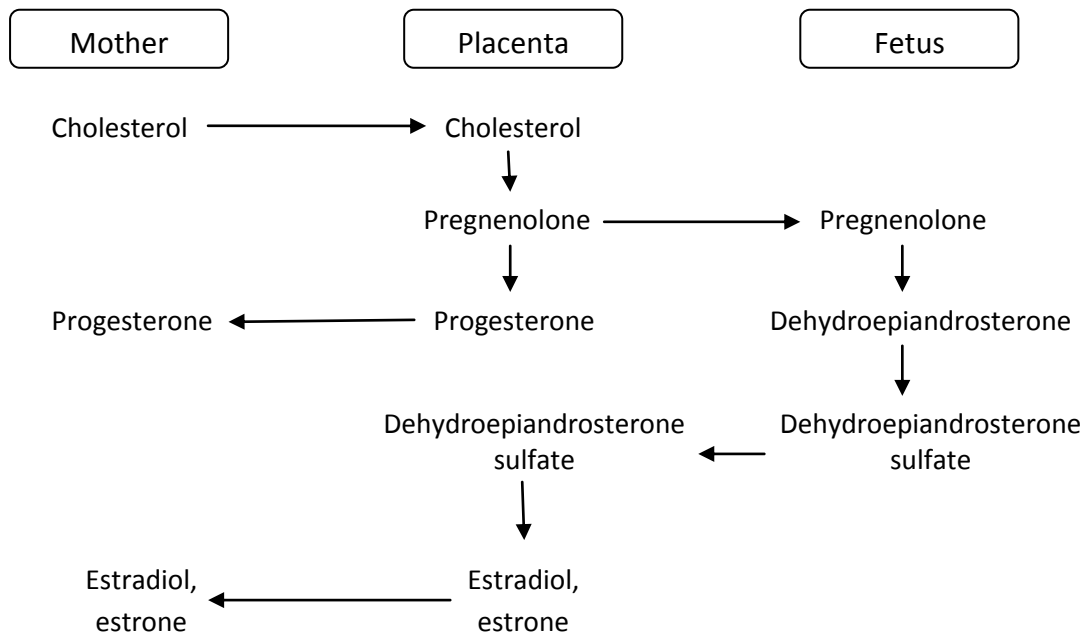 Mother Placenta Fetus
Cholesterol Cholesterol
Pregnenolone Pregnenolone
Progesterone Progesterone Dehydroepiandrosterone
Dehydroepiandrosterone Dehydroepiandrosterone
sulfate sulfate
Estradiol, Estradiol,
estrone estrone